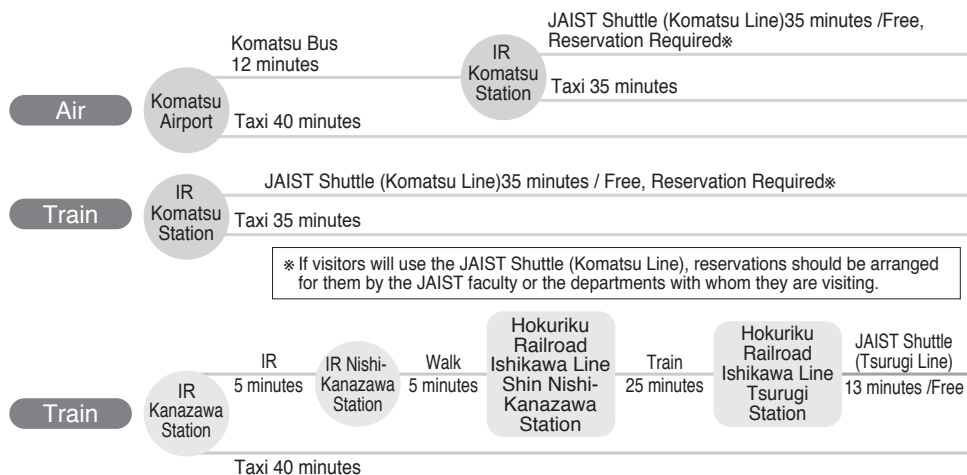 JAIST Shuttle (Komatsu Line)35 minutes /Free,
Reservation Required※
Komatsu Bus
12 minutes
IR
Komatsu
Station
Taxi 35 minutes
Air
Komatsu
Airport
Taxi 40 minutes
JAIST Shuttle (Komatsu Line)35 minutes / Free, Reservation Required※
Train
IR
Komatsu
Station
Taxi 35 minutes
※ If visitors will use the JAIST Shuttle (Komatsu Line), reservations should be arranged
for them by the JAIST faculty or the departments with whom they are visiting.
Train
IR
Kanazawa
Station
IR
5 minutes
IR Nishi-
Kanazawa
Station
Walk
5 minutes
Hokuriku
Railroad
Ishikawa Line
Shin Nishi-
Kanazawa
Station
Train
25 minutes
Hokuriku
Railroad
Ishikawa Line
Tsurugi
Station
JAIST Shuttle
(Tsurugi Line)
13 minutes /Free
Taxi 40 minutes